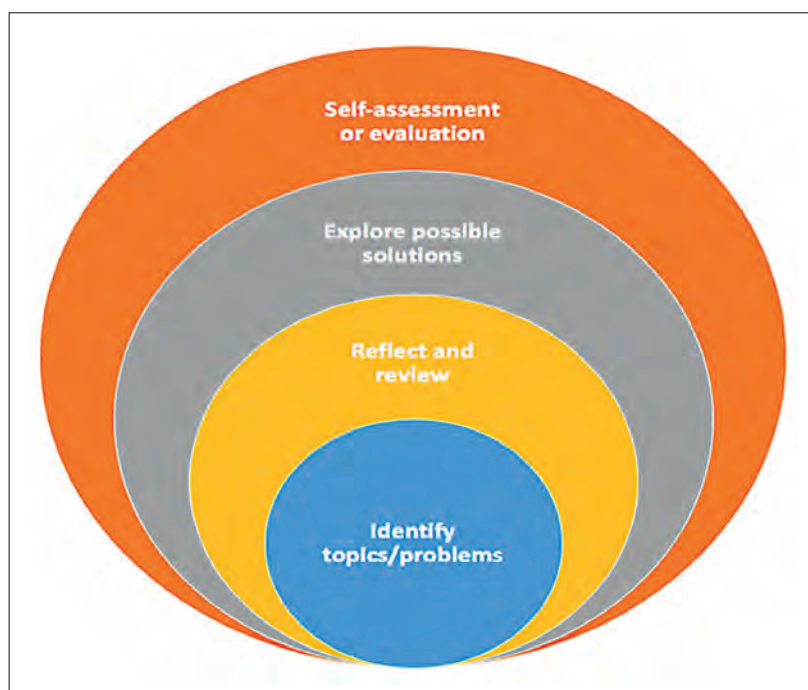 Self-assessment
or evaluation
Explore possible
solutions
Reflect and
review
Identify
topics/problems